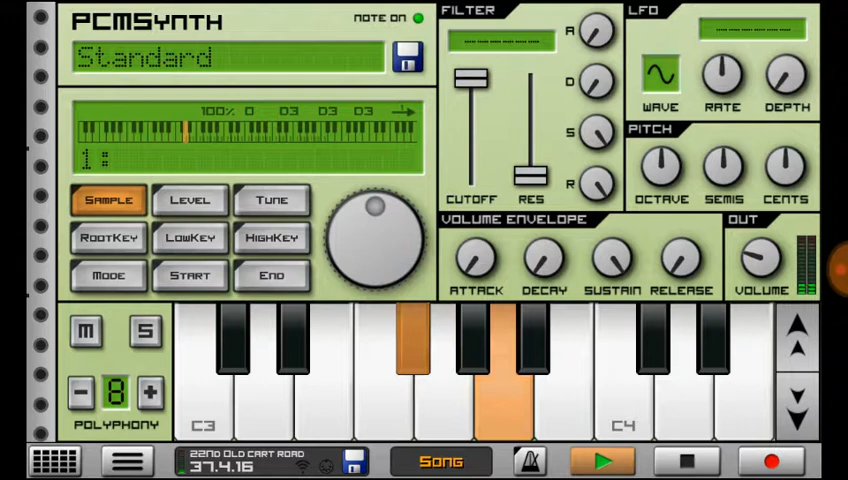 PCMSynth
NOTE ON
Standard
100% 0 D3 D3 D3
1:
SAMPLE LEVEL TUNE
ROOTKEY LOWKEY HIGHKEY
MODE START END
FILTER
A
D
S
R
CUTOFF RES
LFO
WAVE RATE DEPTH
PITCH
OCTAVE SEMIS CENTS
VOLUME ENVELOPE
ATTACK DECAY SUSTAIN RELEASE
OUT
VOLUME
M S
- 8 +
POLYPHONY
C3 C4
22ND OLD CART ROAD
37.4.16
SONG